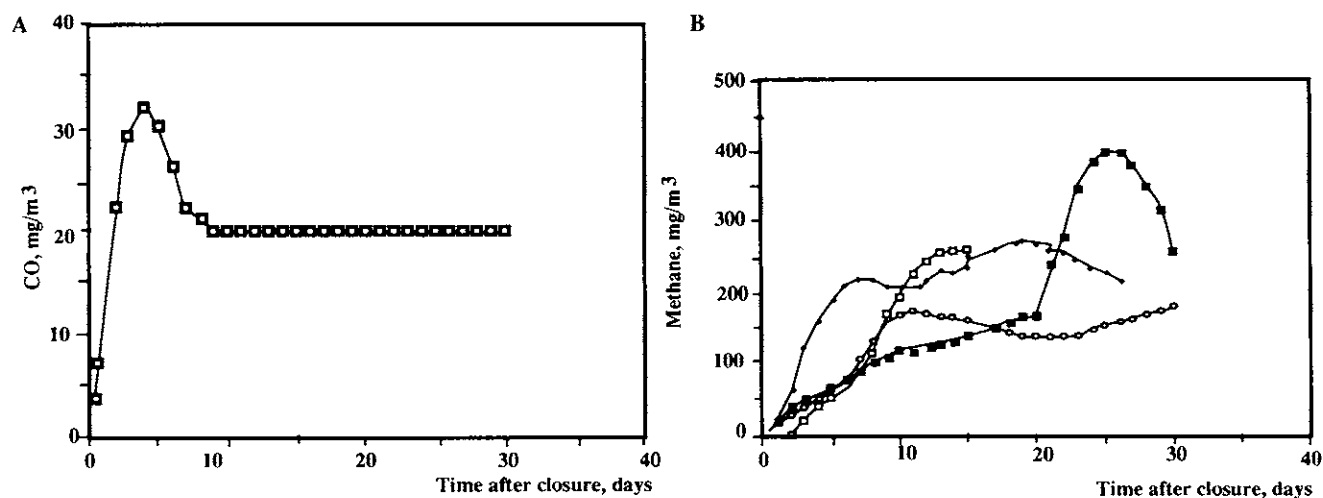 A
40
30
20
10
0
CO, mg/m3
0 10 20 30 40
Time after closure, days
B
500
400
300
200
100
0
Methane, mg/m3
0 10 20 30 40
Time after closure, days